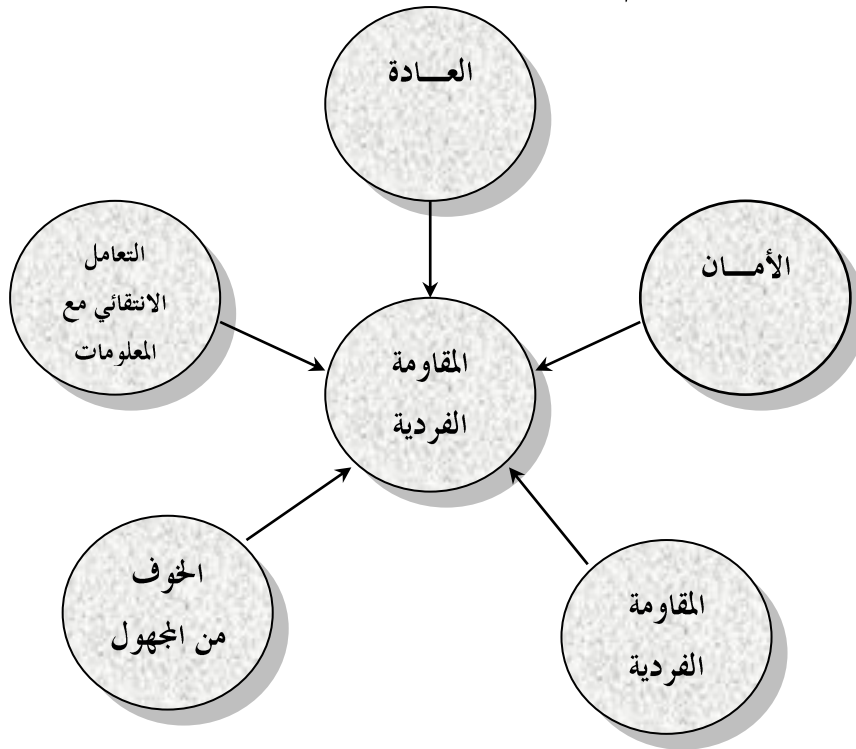 العـــادة
الأمـــان
التعامل
الانتقائي مع
المعلومات
المقاومة
الفردية
الخوف
من المجهول
المقاومة
الفردية